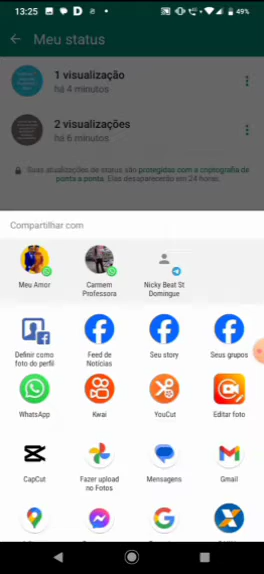 13:25
49%
Meu status
1 visualização
há 4 minutos
2 visualizações
há 6 minutos
Suas atualizações de status são protegidas com a criptografia de
ponta a ponta. Elas desaparecerão em 24 horas.
Compartilhar com
Meu Amor
Carmem
Professora
Nicky Beat St
Domingue
Definir como
foto do perfil
Feed de
Notícias
Seu story
Seus grupos
WhatsApp
Kwai
YouCut
Editar foto
CapCut
Fazer upload
no Fotos
Mensagens
Gmail